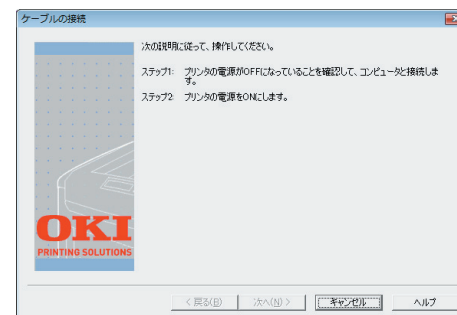 ケーブルの接続
次の説明に従って、操作してください。
ステップ1: プリンタの電源がOFFになっていることを確認して、コンピュータと接続しま
す。
ステップ2: プリンタの電源をONにします。
OKI
PRINTING SOLUTIONS
< 戻る(B) 次へ(N) > キャンセル ヘルプ